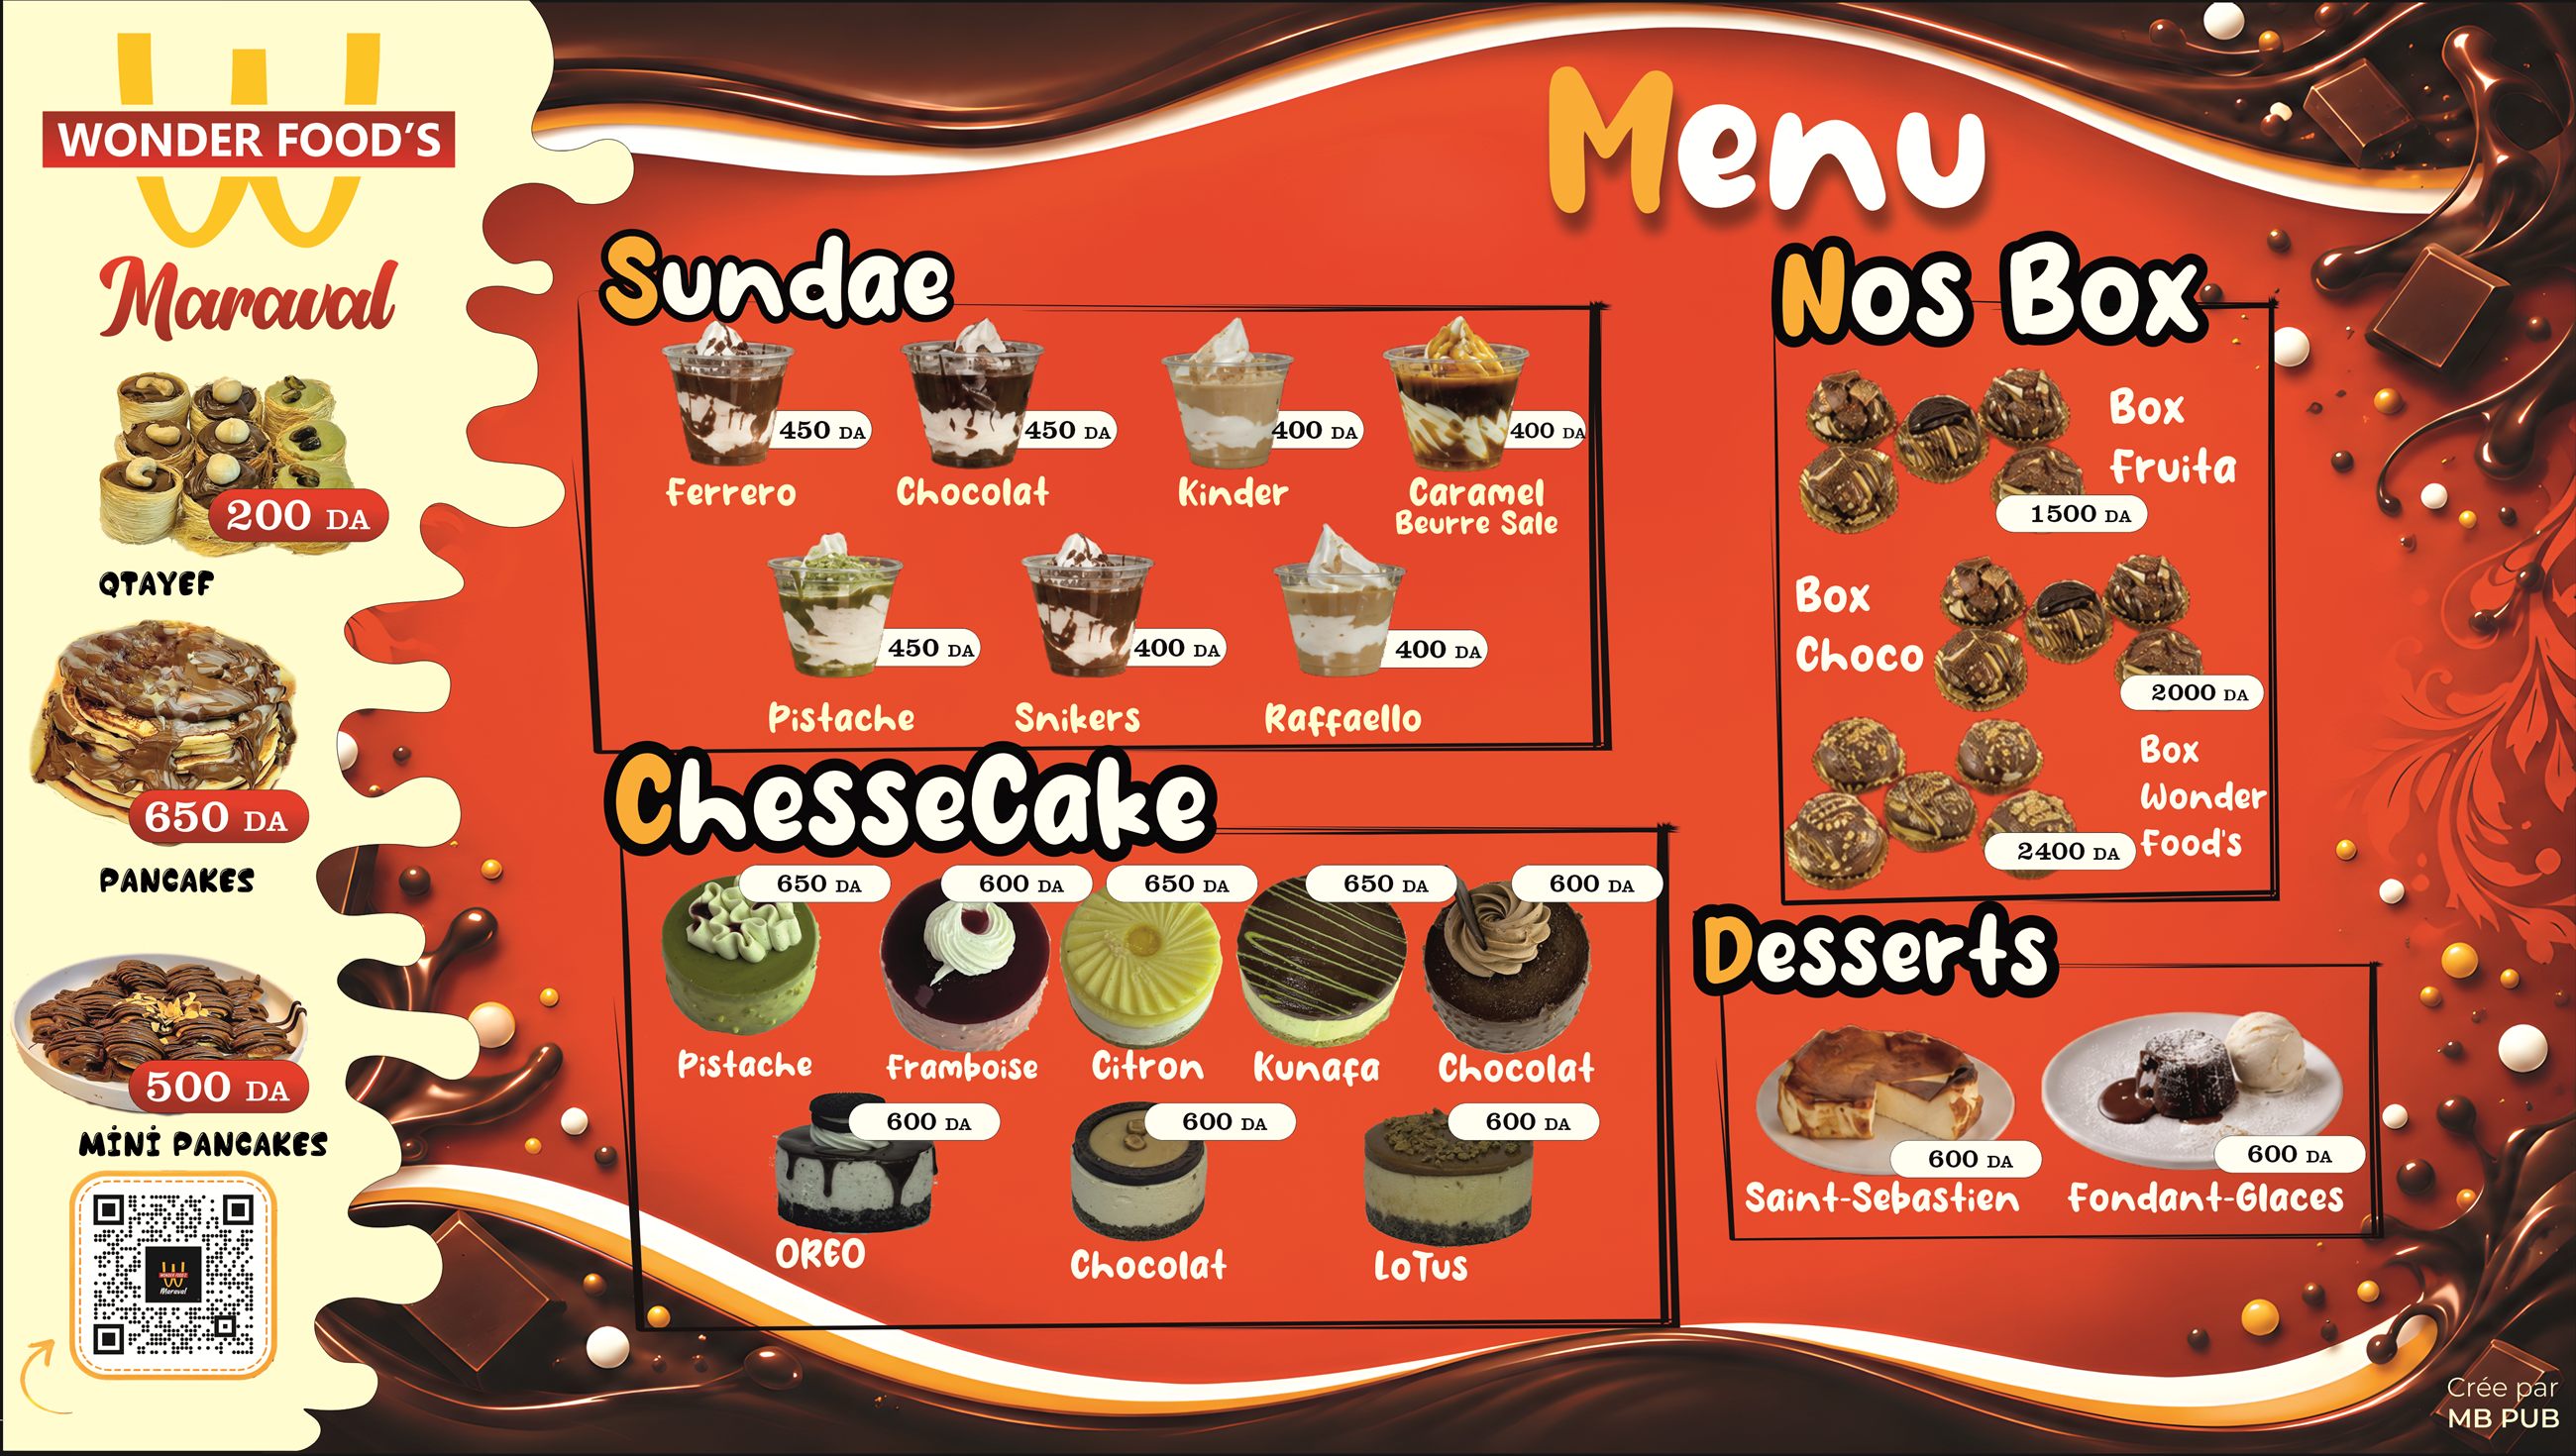 WONDER FOOD'S
Maraval
200 DA
QTAYEF
650 DA
PANCAKES
500 DA
MİNİ PANCAKES
Menu
Sundae
450 DA
450 DA
400 DA
400 DA
Ferrero
Chocolat
Kinder
Caramel
Beurre Sale
450 DA
400 DA
400 DA
Pistache
Snikers
Raffaello
ChesseCake
650 DA
600 DA
650 DA
650 DA
600 DA
Pistache
Framboise
Citron
Kunafa
Chocolat
600 DA
600 DA
600 DA
OREO
Chocolat
LoTus
Nos Box
Box
Fruita
1500 DA
Box
Choco
2000 DA
Box
Wonder
Food's
2400 DA
Desserts
600 DA
600 DA
Saint-Sebastien
Fondant-Glaces
Crée par
MB PUB